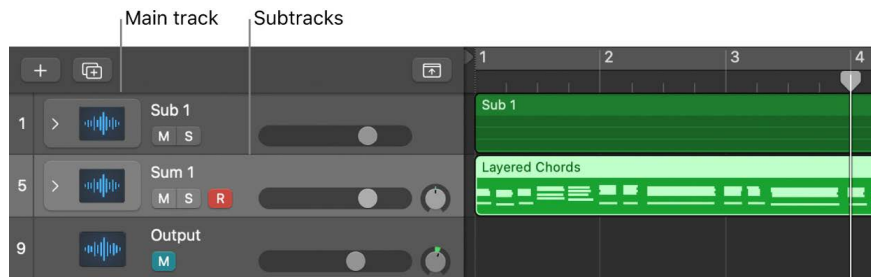 Main track Subtracks
1 2 3 4
1 Sub 1 Sub 1
M S
5 Sum 1 Layered Chords
M S R
9 Output
M